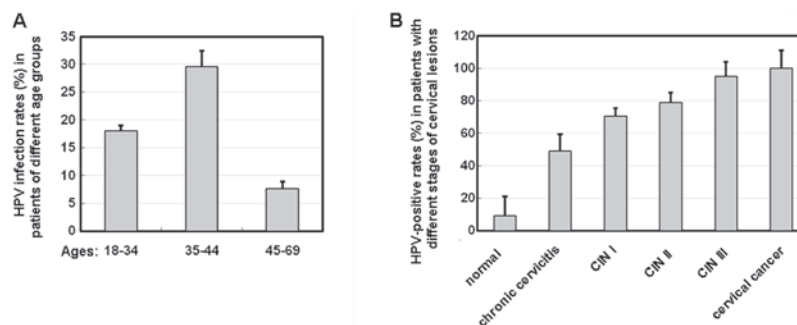 A
HPV infection rates (%) in
patients of different age groups
35
30
25
20
15
10
5
0
Ages: 18-34 35-44 45-69
B
HPV-positive rates (%) in patients with
different stages of cervical lesions
120
100
80
60
40
20
0
normal
chronic cervicitis
CIN I
CIN II
CIN III
cervical cancer